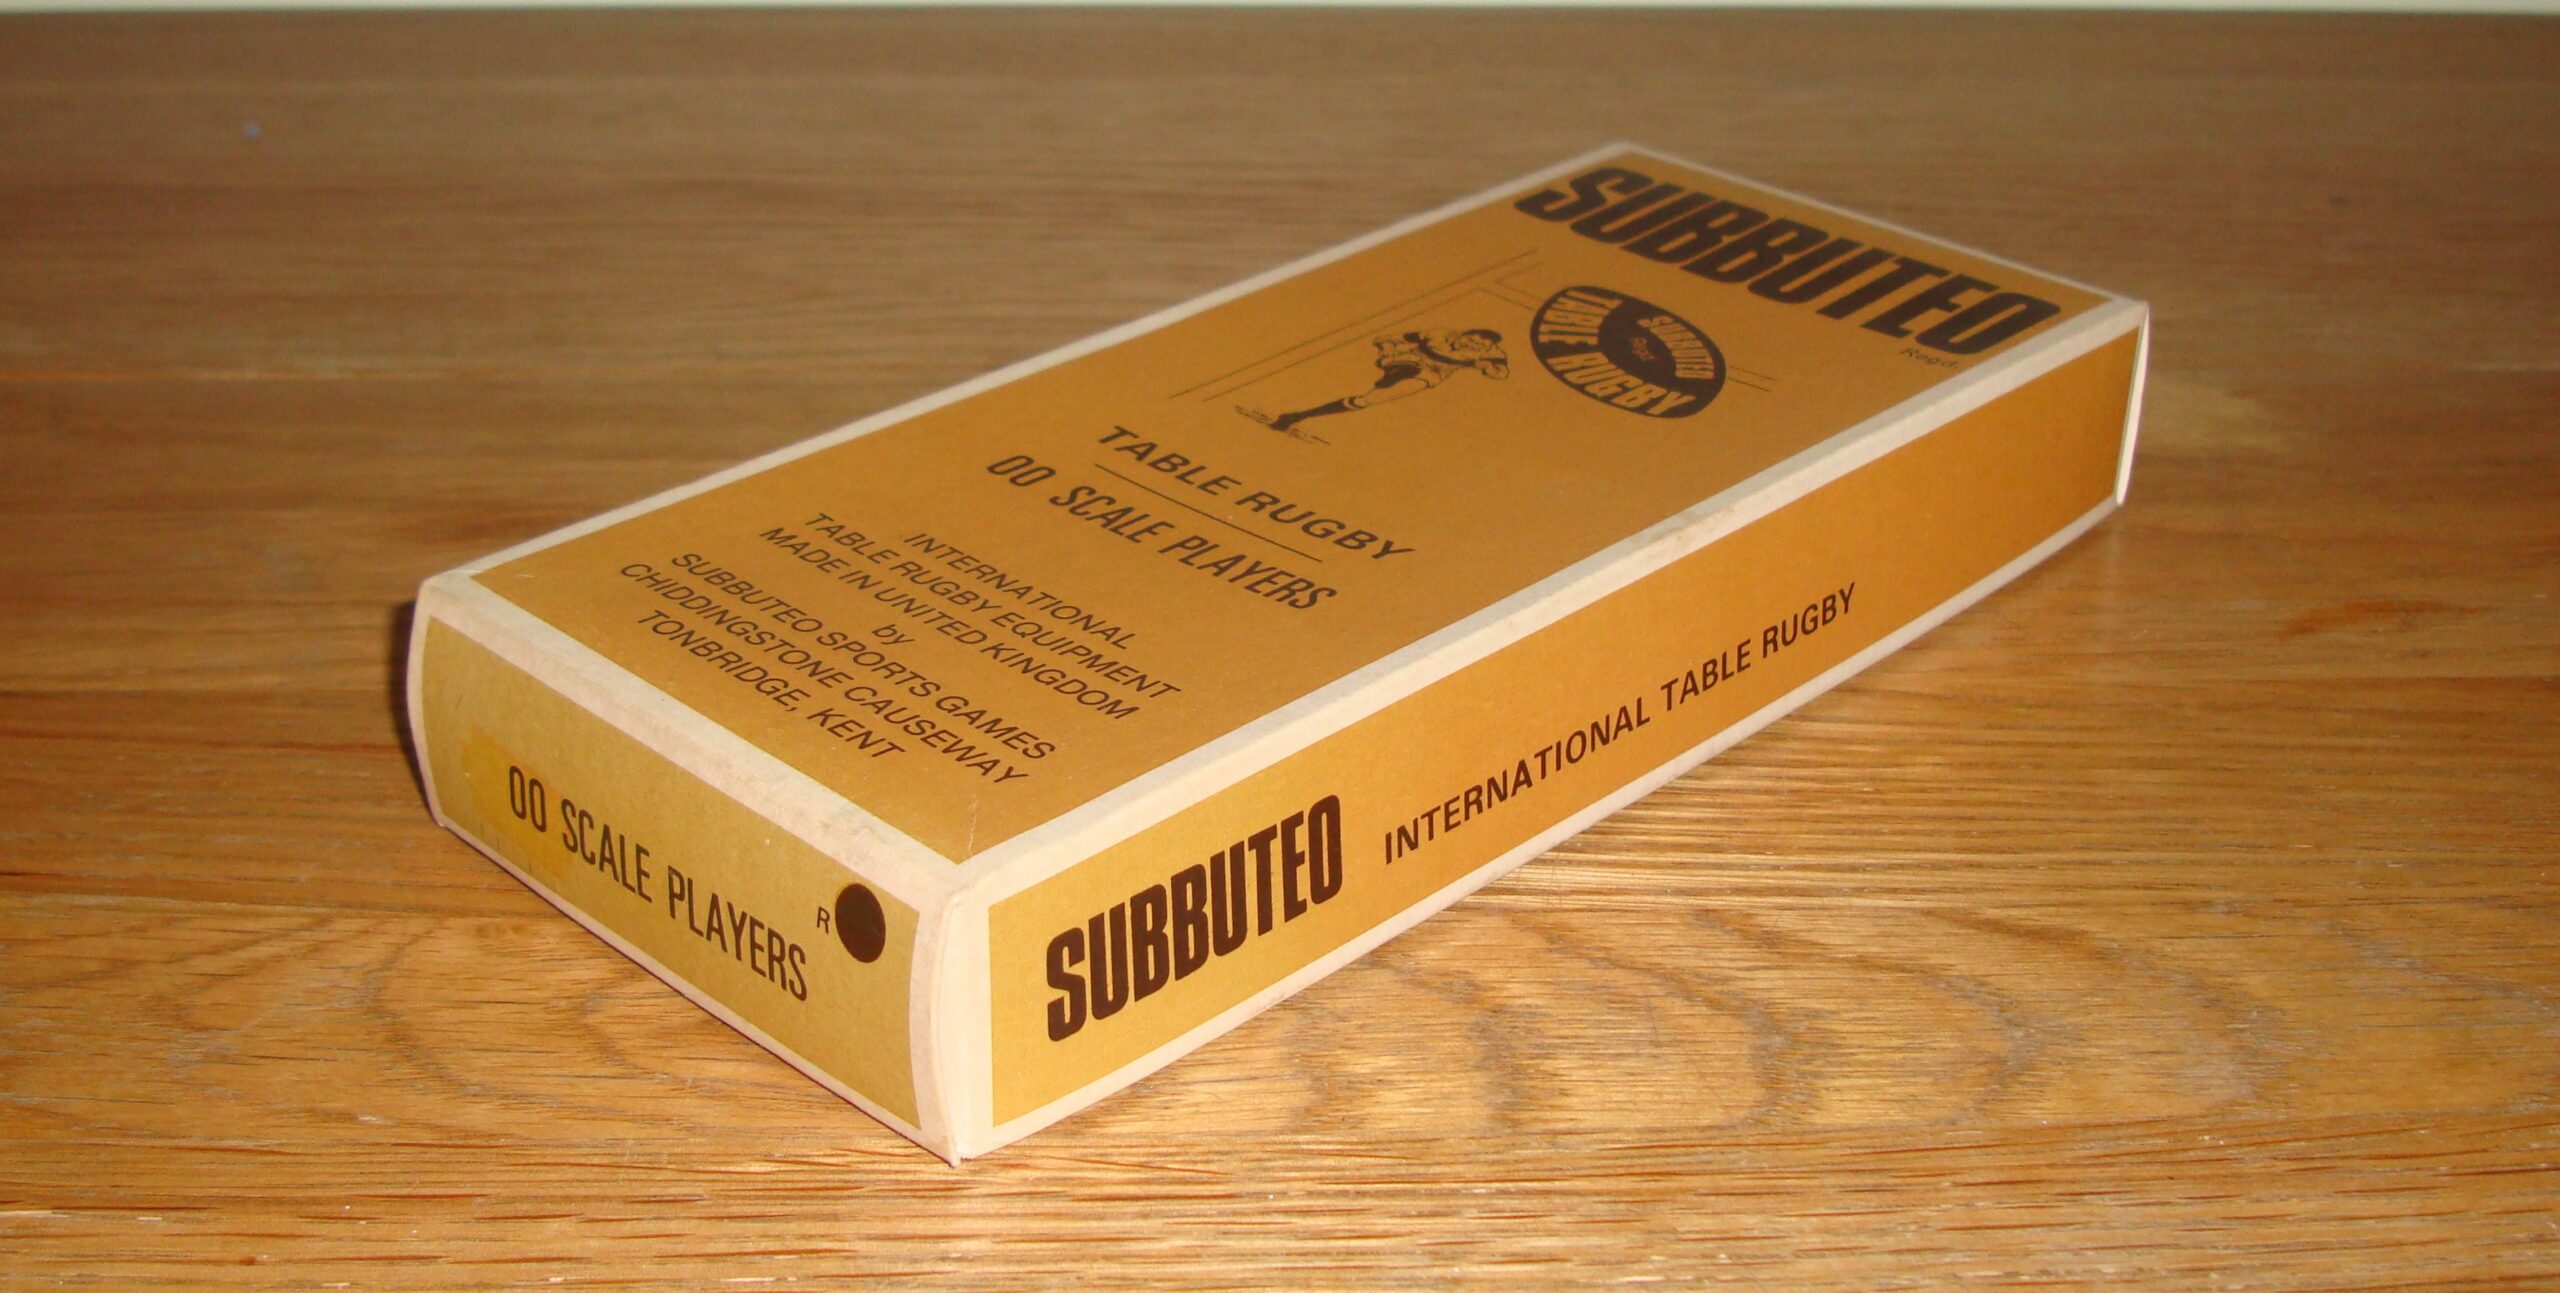 SUBBUTEO
Regd.
SUBBUTEO
Regd.
TABLE RUGBY
TABLE RUGBY
00 SCALE PLAYERS
INTERNATIONAL
TABLE RUGBY EQUIPMENT
MADE IN UNITED KINGDOM
by
SUBBUTEO SPORTS GAMES
CHIDDINGSTONE CAUSEWAY
TONBRIDGE, KENT
00 SCALE PLAYERS
R
SUBBUTEO INTERNATIONAL TABLE RUGBY